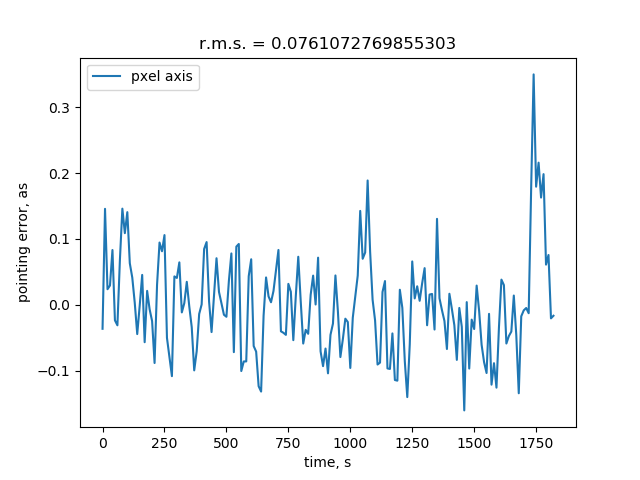 r.m.s. = 0.0761072769855303
pxel axis
pointing error, as
0.3
0.2
0.1
0.0
−0.1
0 250 500 750 1000 1250 1500 1750
time, s